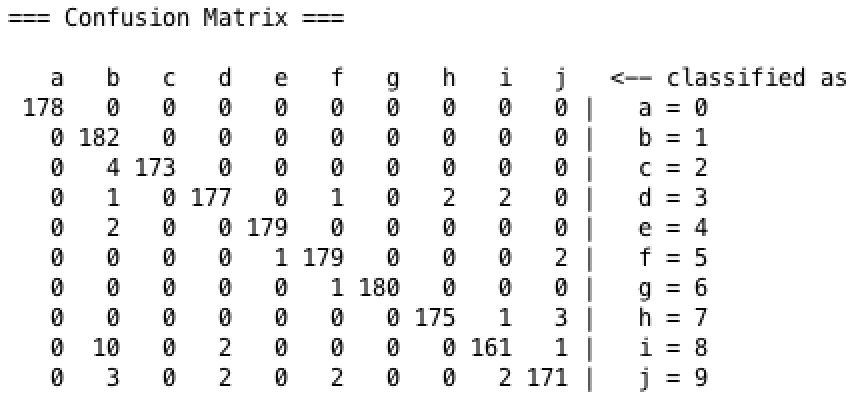 === Confusion Matrix ===
a b c d e f g h i j <-- classified as
178 0 0 0 0 0 0 0 0 0 | a = 0
0 182 0 0 0 0 0 0 0 0 | b = 1
0 4 173 0 0 0 0 0 0 0 | c = 2
0 1 0 177 0 1 0 2 2 0 | d = 3
0 2 0 0 179 0 0 0 0 0 | e = 4
0 0 0 0 1 179 0 0 0 2 | f = 5
0 0 0 0 0 1 180 0 0 0 | g = 6
0 0 0 0 0 0 0 175 1 3 | h = 7
0 10 0 2 0 0 0 0 161 1 | i = 8
0 3 0 2 0 2 0 0 2 171 | j = 9